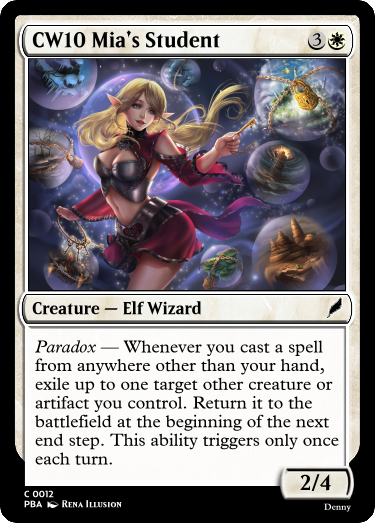 CW10 Mia's Student 3
Creature — Elf Wizard
Paradox — Whenever you cast a spell
from anywhere other than your hand,
exile up to one target other creature or
artifact you control. Return it to the
battlefield at the beginning of the next
end step. This ability triggers only once
each turn.
2/4
C 0012
PBA Rena Illusion
Denny